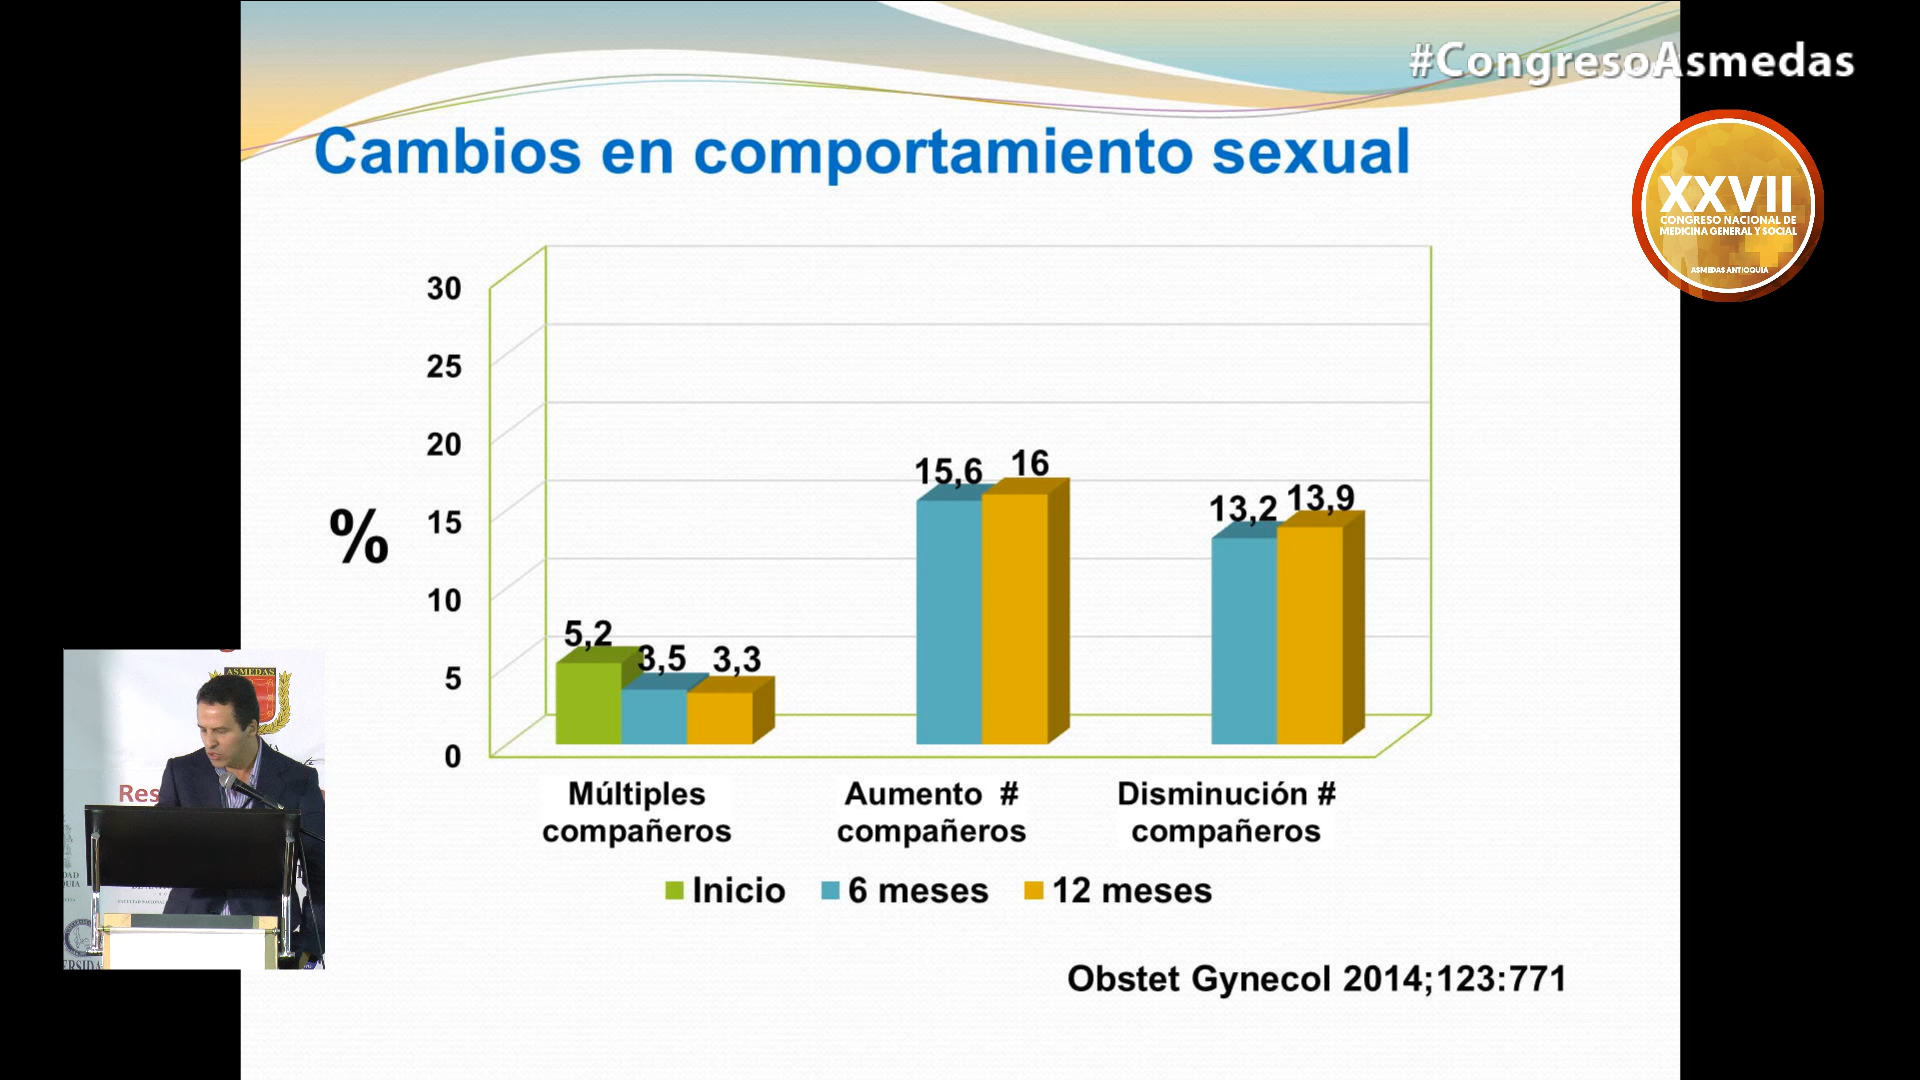 #CongresoAsmedas
Cambios en comportamiento sexual
XXVII
CONGRESO NACIONAL DE
MEDICINA GENERAL Y SOCIAL
ASMEDAS ANTIOQUIA
30
25
20
15
10
5
0
%
5,2
3,5
3,3
15,6
16
13,2
13,9
Múltiples
compañeros
Aumento #
compañeros
Disminución #
compañeros
Inicio
6 meses
12 meses
Obstet Gynecol 2014;123:771
ASMEDAS
Res